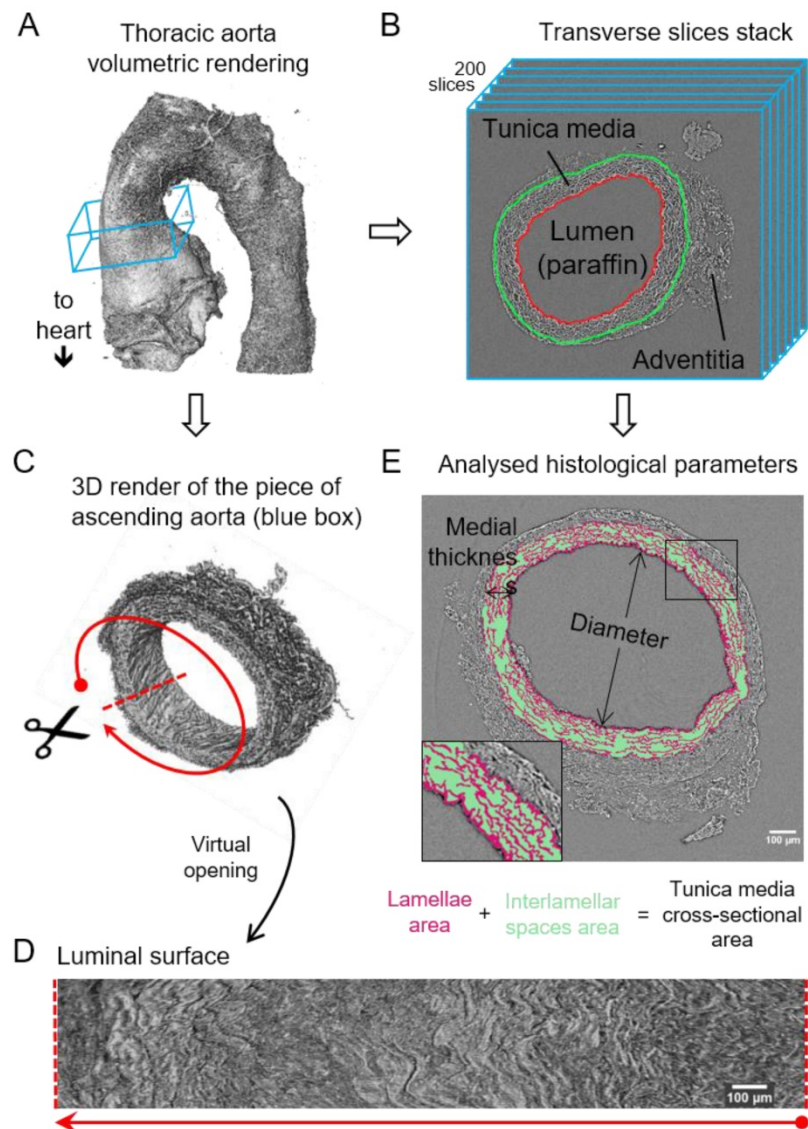 A
Thoracic aorta
volumetric rendering
to
heart
B
Transverse slices stack
200
slices
Tunica media
Lumen
(paraffin)
Adventitia
C
3D render of the piece of
ascending aorta (blue box)
Virtual
opening
E
Analysed histological parameters
Medial
thicknes
s
Diameter
100 µm
Lamellae
area
+
Interlamellar
spaces area
=
Tunica media
cross-sectional
area
D
Luminal surface
100 µm